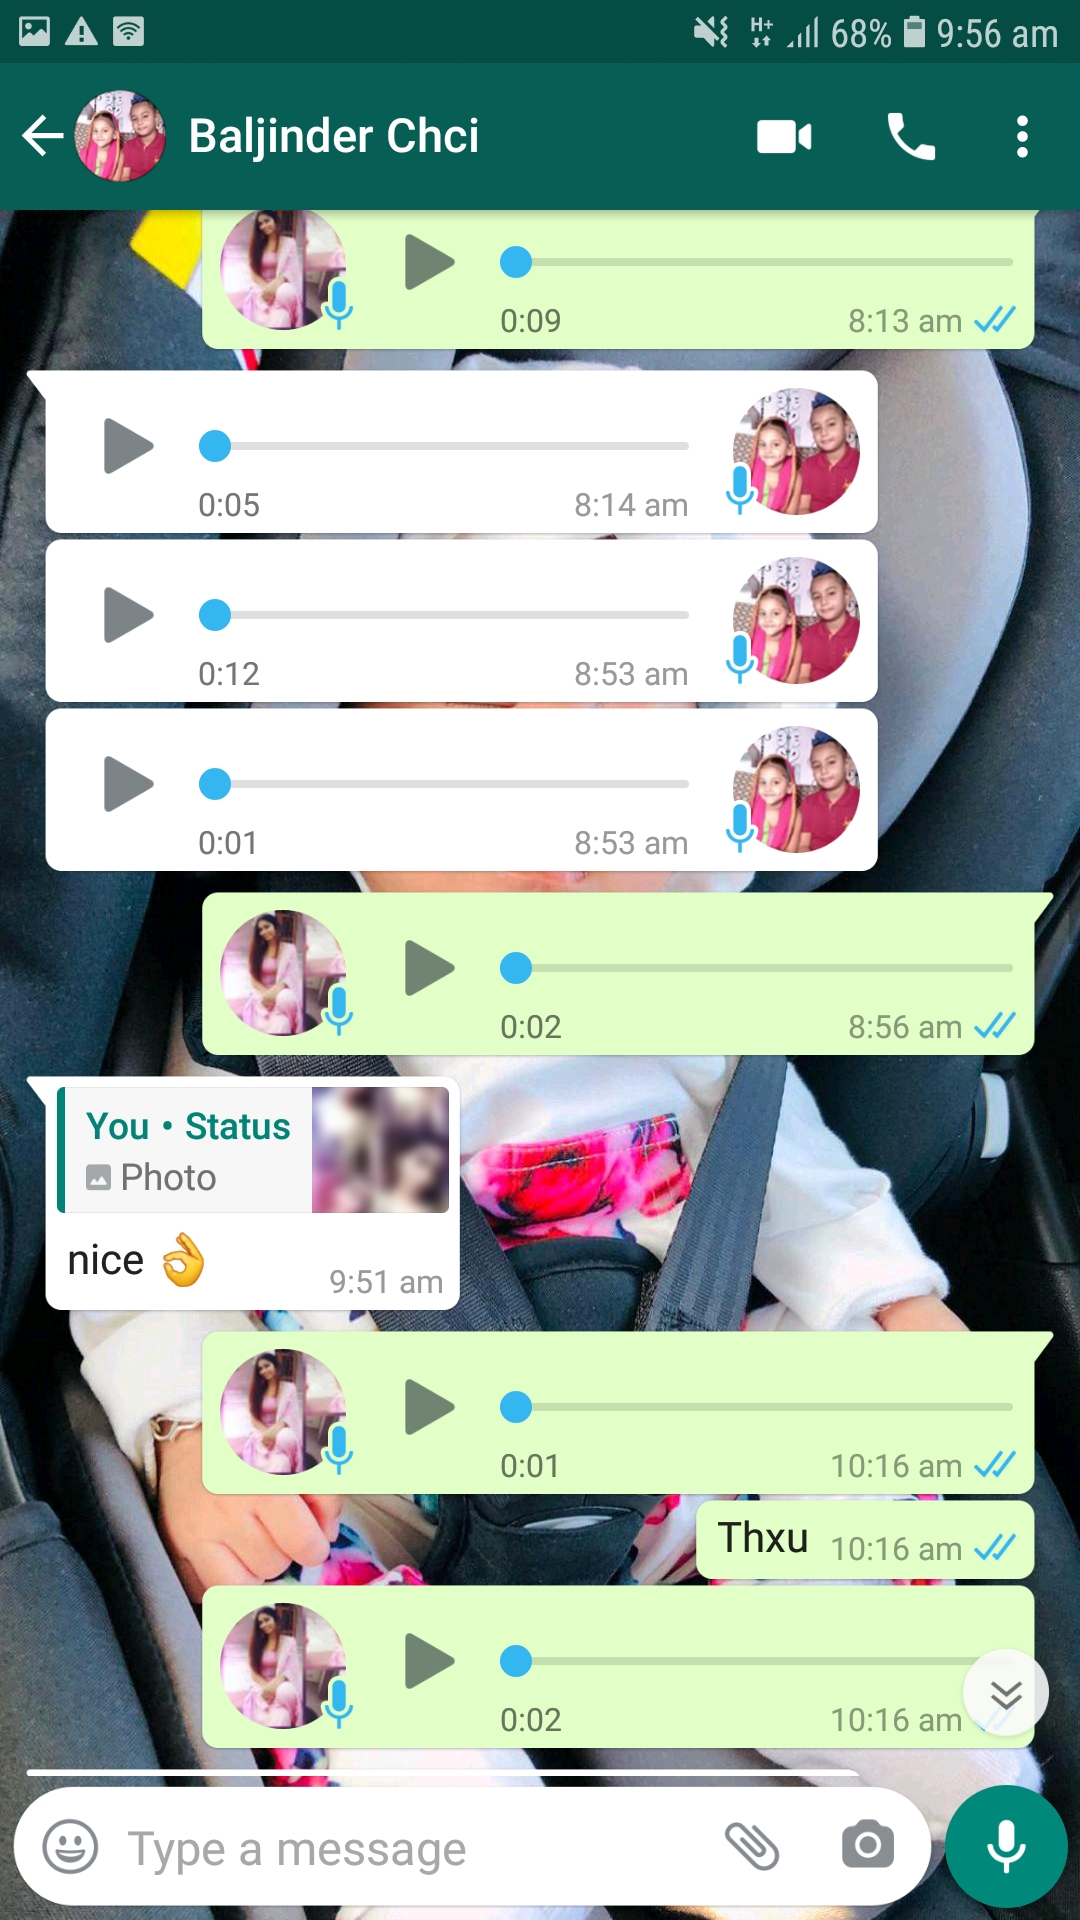 H+ 68% 9:56 am
Baljinder Chci
0:09 8:13 am
0:05 8:14 am
0:12 8:53 am
0:01 8:53 am
0:02 8:56 am
You • Status
Photo
nice 👌
9:51 am
0:01 10:16 am
Thxu 10:16 am
0:02 10:16 am
Type a message